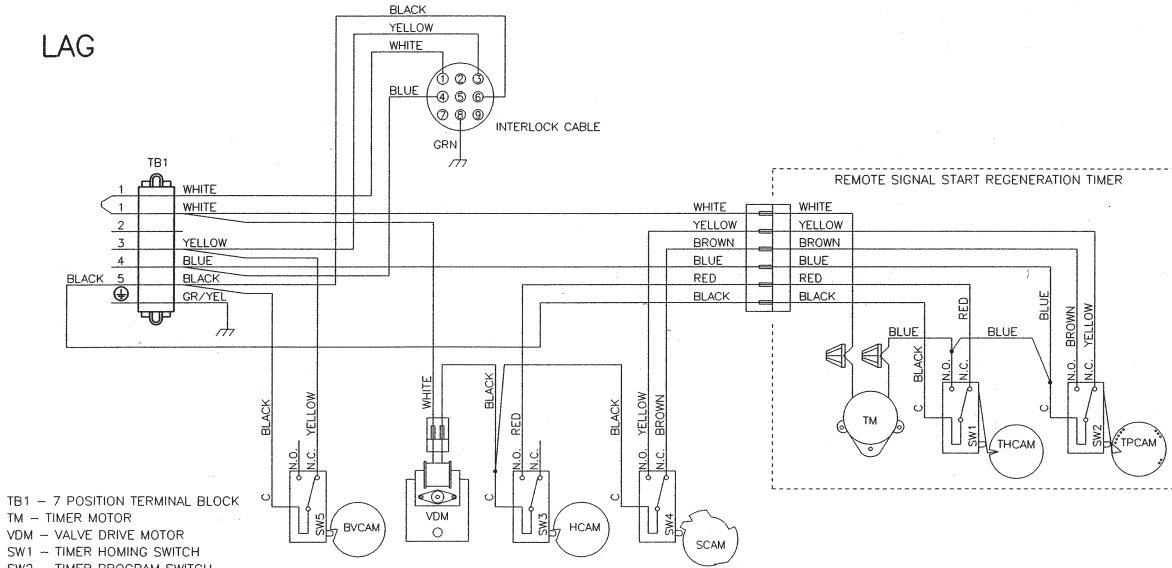 LAG
BLACK
YELLOW
WHITE
1 2 3
BLUE
4 5 6
7 8 9
INTERLOCK CABLE
GRN
TB1
1 WHITE
1 WHITE
2
3 YELLOW
4 BLUE
BLACK 5 BLACK
GR/YEL
REMOTE SIGNAL START REGENERATION TIMER
WHITE WHITE
YELLOW YELLOW
BROWN BROWN
BLUE BLUE
RED RED
BLACK BLACK
BLUE
BLACK
RED
BLUE
BLUE
BROWN
YELLOW
N.O.
N.C.
C
SW1
TM
THCAM
N.O.
N.C.
C
SW2
TPCAM
BLACK
YELLOW
N.O.
N.C.
C
SW5
BVCAM
WHITE
VDM
BLACK
RED
N.O.
N.C.
C
SW3
HCAM
BLACK
YELLOW
BROWN
N.O.
N.C.
C
SW4
SCAM
TB1 – 7 POSITION TERMINAL BLOCK
TM – TIMER MOTOR
VDM – VALVE DRIVE MOTOR
SW1 – TIMER HOMING SWITCH
SW2 – TIMER PROGRAM SWITCH